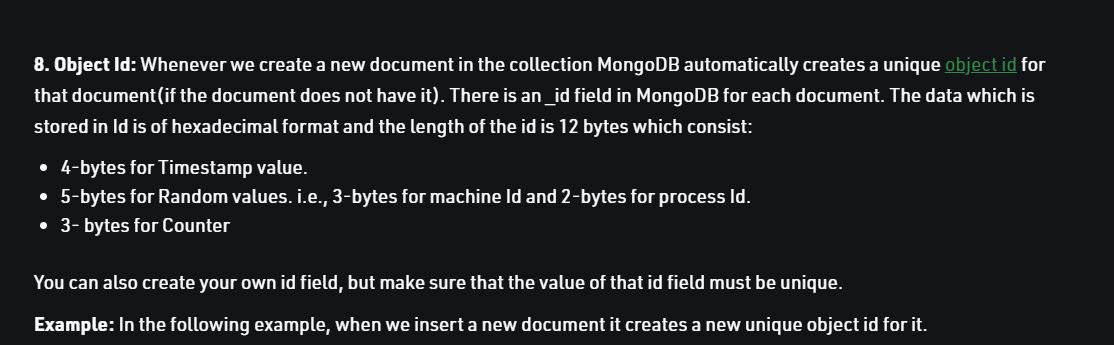 8. Object Id: Whenever we create a new document in the collection MongoDB automatically creates a unique object id for
that document(if the document does not have it). There is an _id field in MongoDB for each document. The data which is
stored in Id is of hexadecimal format and the length of the id is 12 bytes which consist:
• 4-bytes for Timestamp value.
• 5-bytes for Random values. i.e., 3-bytes for machine Id and 2-bytes for process Id.
• 3- bytes for Counter
You can also create your own id field, but make sure that the value of that id field must be unique.
Example: In the following example, when we insert a new document it creates a new unique object id for it.